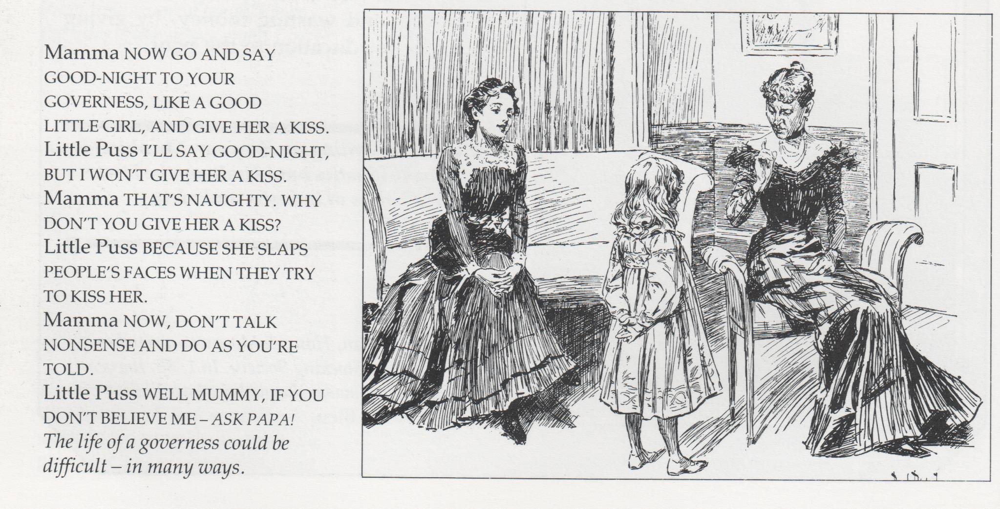 Mamma NOW GO AND SAY
GOOD-NIGHT TO YOUR
GOVERNESS, LIKE A GOOD
LITTLE GIRL, AND GIVE HER A KISS.
Little Puss I'LL SAY GOOD-NIGHT,
BUT I WON'T GIVE HER A KISS.
Mamma THAT'S NAUGHTY. WHY
DON'T YOU GIVE HER A KISS?
Little Puss BECAUSE SHE SLAPS
PEOPLE'S FACES WHEN THEY TRY
TO KISS HER.
Mamma NOW, DON'T TALK
NONSENSE AND DO AS YOU'RE
TOLD.
Little Puss WELL MUMMY, IF YOU
DON'T BELIEVE ME – ASK PAPA!
The life of a governess could be
difficult – in many ways.